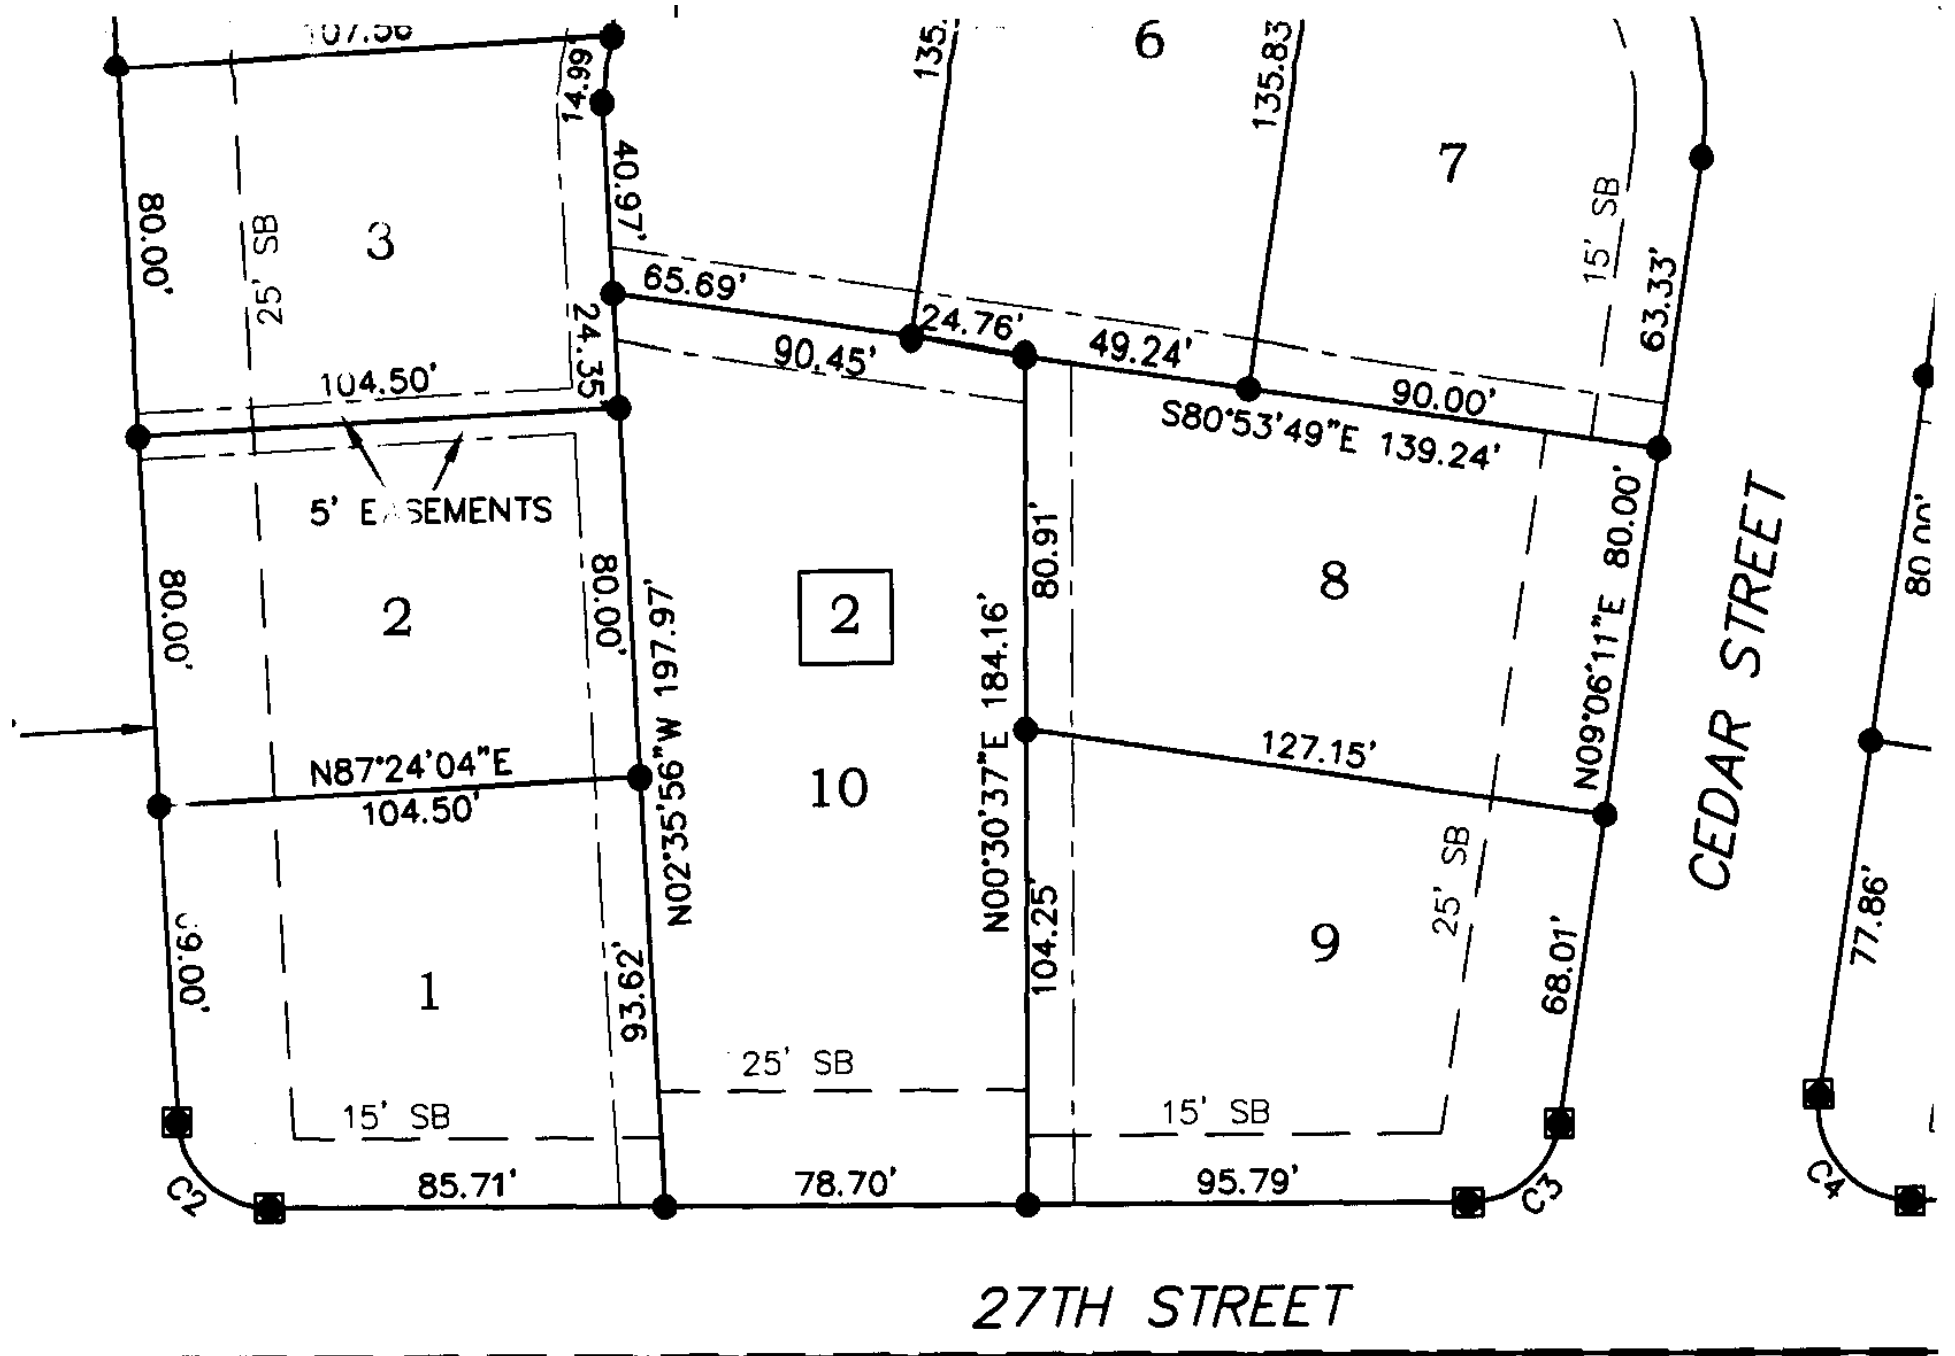 6
135.83
14.99'
7
40.97'
80.00'
3
25' SB
15' SB
63.33'
65.69'
24.76'
49.24'
90.45'
90.00'
24.35'
104.50'
S80°53'49"E 139.24'
5' EASEMENTS
80.00'
2
80.00'
2
80.91'
8
N09°06'11"E 80.00'
CEDAR STREET
N02°35'56"W 197.97'
N00°30'37"E 184.16'
N87°24'04"E
104.50'
10
127.15'
25' SB
77.86'
9
68.01'
1
93.62'
104.25'
25' SB
15' SB
15' SB
C2
85.71'
78.70'
95.79'
C3
C4
27TH STREET